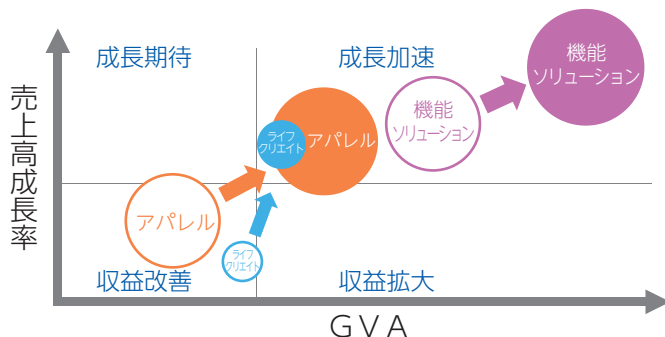 成長期待
成長加速
機能
ソリューション
機能
ソリューション
ライフ
クリエイト
アパレル
アパレル
ライフ
クリエイト
収益改善
収益拡大
売上高成長率
GVA